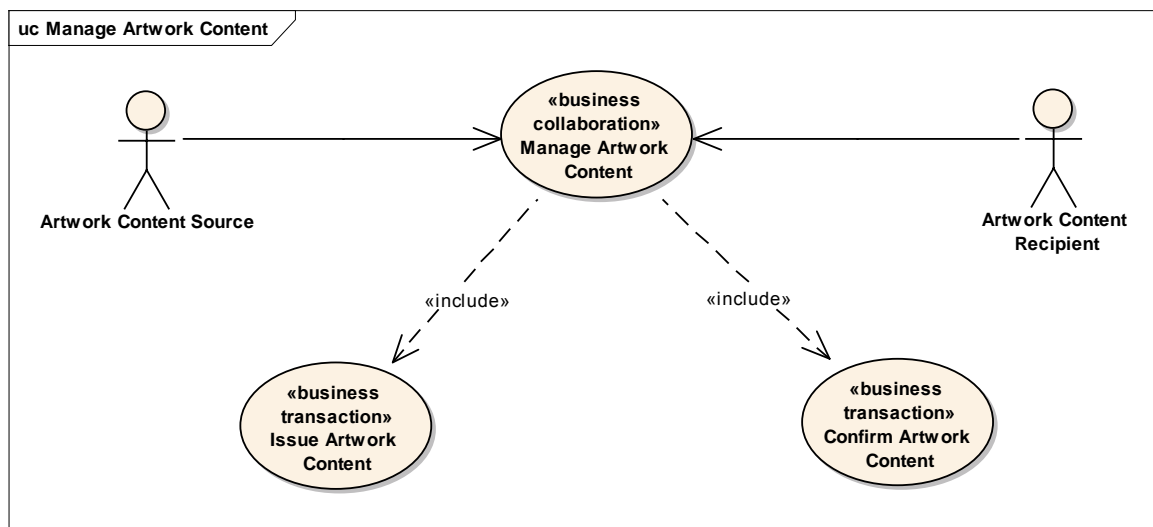 uc Manage Artwork Content
«business
collaboration»
Manage Artwork
Content
Artwork Content Source
Artwork Content
Recipient
«include»
«include»
«business
transaction»
Issue Artwork
Content
«business
transaction»
Confirm Artwork
Content